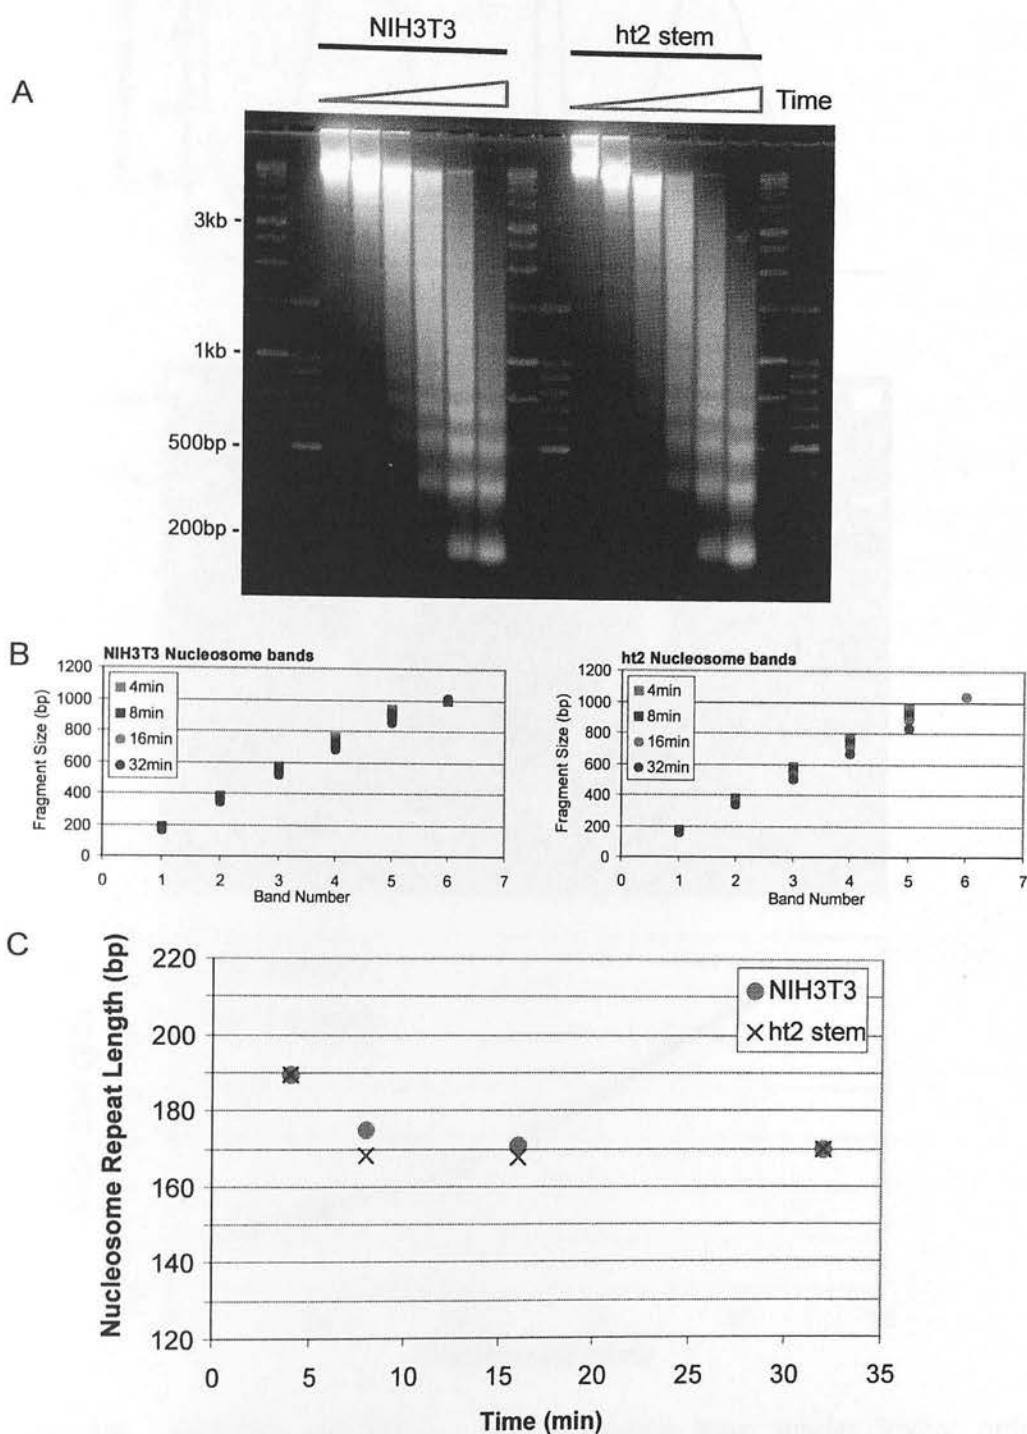 NIH3T3
ht2 stem
A
Time
3kb -
1kb -
500bp -
200bp -
B
NIH3T3 Nucleosome bands
Fragment Size (bp)
1200
1000
800
600
400
200
0
4min
8min
16min
32min
0 1 2 3 4 5 6 7
Band Number
ht2 Nucleosome bands
Fragment Size (bp)
1200
1000
800
600
400
200
0
4min
8min
16min
32min
0 1 2 3 4 5 6 7
Band Number
C
Nucleosome Repeat Length (bp)
220
200
180
160
140
120
NIH3T3
ht2 stem
0 5 10 15 20 25 30 35
Time (min)